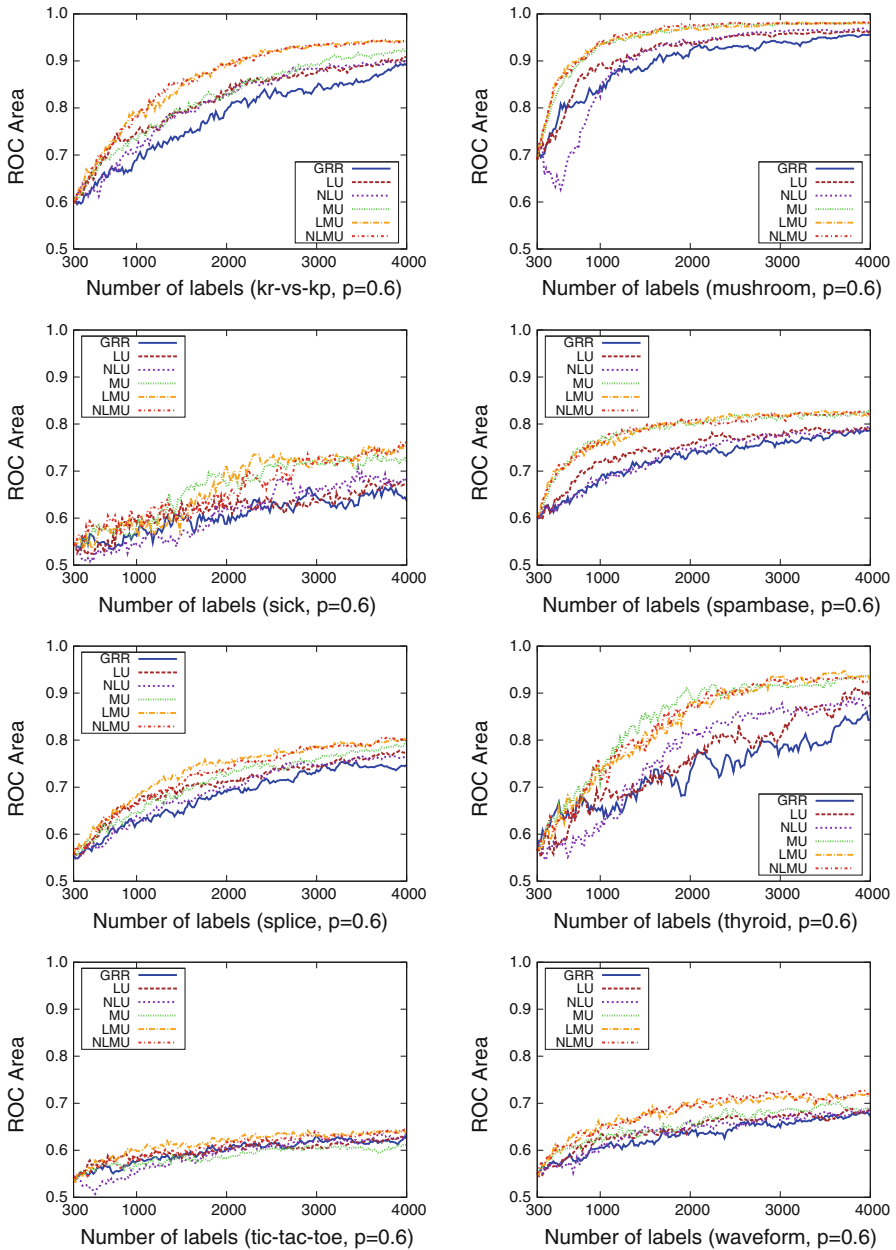 ROC Area
1.0
0.9
0.8
0.7
0.6
0.5
GRR
LU
NLU
MU
LMU
NLMU
300 1000 2000 3000 4000
Number of labels (kr-vs-kp, p=0.6)
ROC Area
1.0
0.9
0.8
0.7
0.6
0.5
GRR
LU
NLU
MU
LMU
NLMU
300 1000 2000 3000 4000
Number of labels (mushroom, p=0.6)
ROC Area
1.0
0.9
0.8
0.7
0.6
0.5
GRR
LU
NLU
MU
LMU
NLMU
300 1000 2000 3000 4000
Number of labels (sick, p=0.6)
ROC Area
1.0
0.9
0.8
0.7
0.6
0.5
GRR
LU
NLU
MU
LMU
NLMU
300 1000 2000 3000 4000
Number of labels (spambase, p=0.6)
ROC Area
1.0
0.9
0.8
0.7
0.6
0.5
GRR
LU
NLU
MU
LMU
NLMU
300 1000 2000 3000 4000
Number of labels (splice, p=0.6)
ROC Area
1.0
0.9
0.8
0.7
0.6
0.5
GRR
LU
NLU
MU
LMU
NLMU
300 1000 2000 3000 4000
Number of labels (thyroid, p=0.6)
ROC Area
1.0
0.9
0.8
0.7
0.6
0.5
GRR
LU
NLU
MU
LMU
NLMU
300 1000 2000 3000 4000
Number of labels (tic-tac-toe, p=0.6)
ROC Area
1.0
0.9
0.8
0.7
0.6
0.5
GRR
LU
NLU
MU
LMU
NLMU
300 1000 2000 3000 4000
Number of labels (waveform, p=0.6)